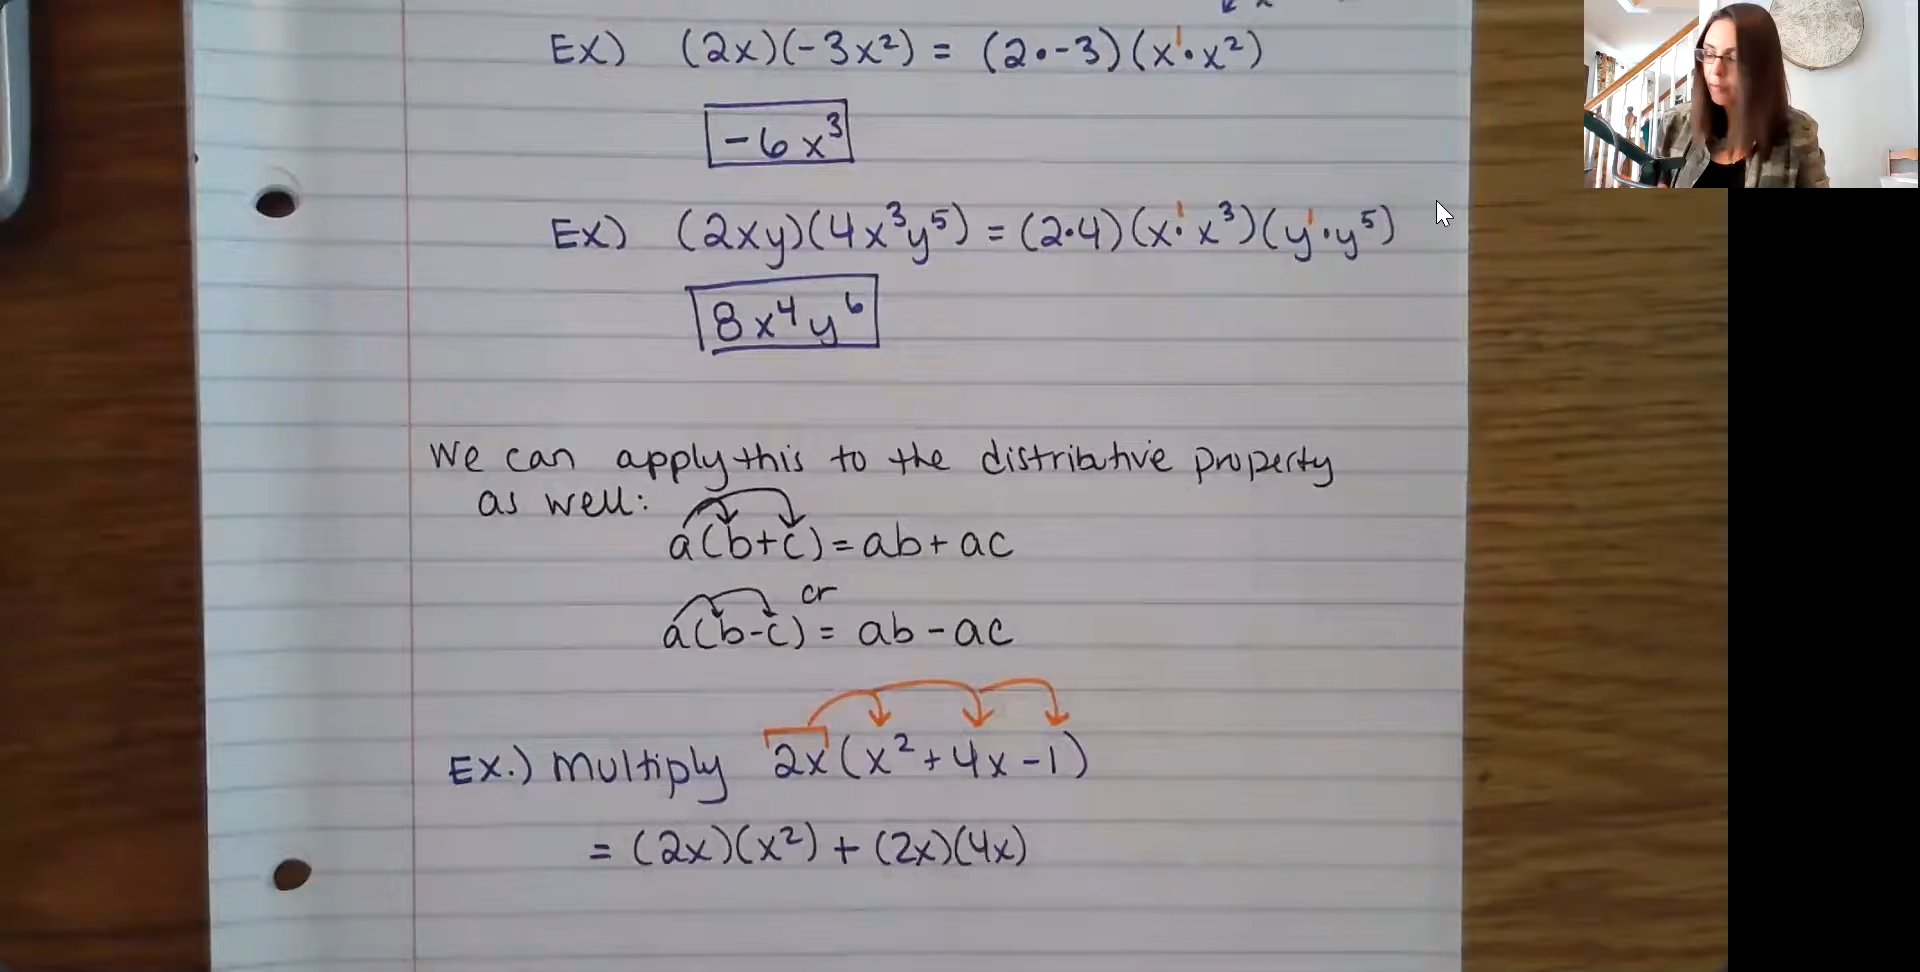 Ex) (2x)(-3x²) = (2•-3)(x¹•x²)
-6x³
Ex) (2xy)(4x³y⁵) = (2•4)(x¹•x³)(y¹•y⁵)
8x⁴y⁶
We can apply this to the distributive property
as well:
a(b+c) = ab + ac
or
a(b-c) = ab - ac
Ex.) Multiply 2x(x²+4x-1)
= (2x)(x²) + (2x)(4x)